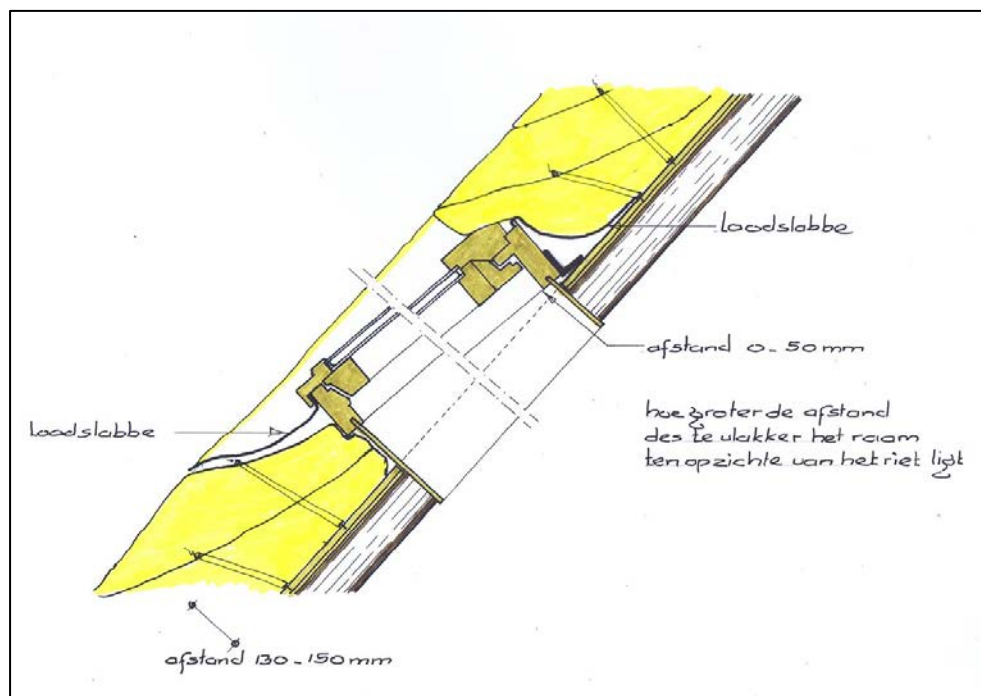 loodslabbe
afstand 0-50 mm
hoe groter de afstand
des te vlakker het raam
ten opzichte van het riet ligt
loodslabbe
afstand 130-150 mm